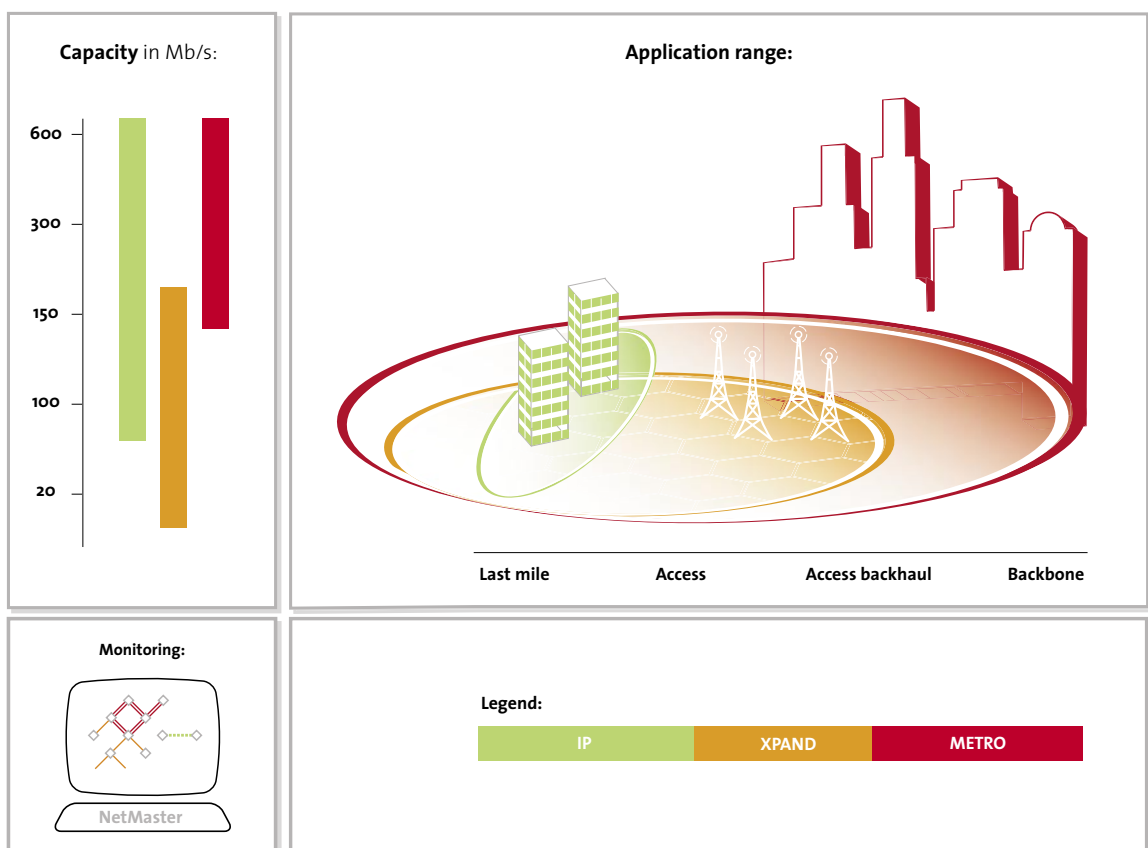 Capacity in Mb/s:
600
300
150
100
20
Application range:
Last mile Access Access backhaul Backbone
Monitoring:
NetMaster
Legend:
IP XPAND METRO